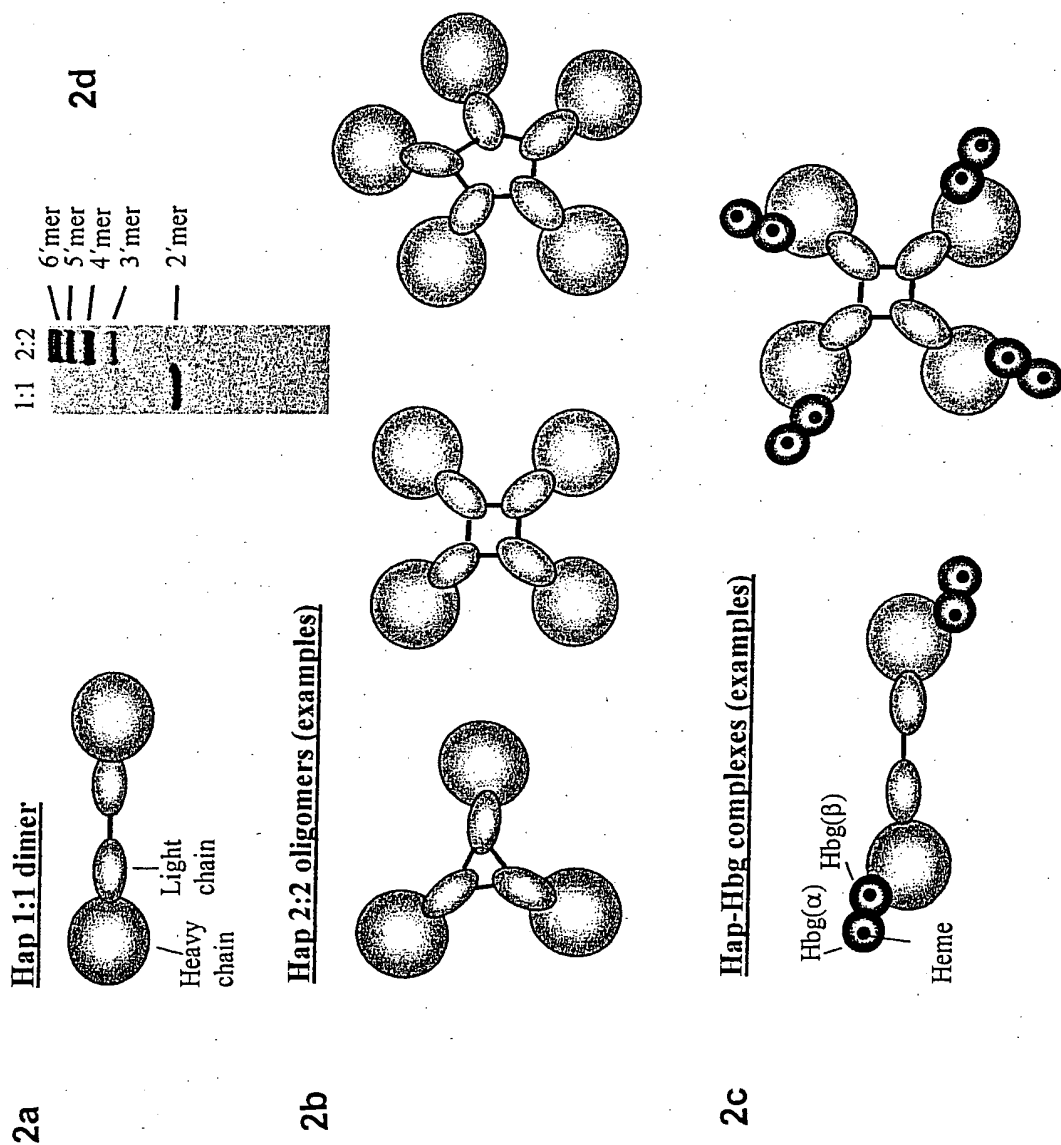 2a
Hap 1:1 dimer
Heavy
chain
Light
chain
1:1 2:2
6'mer
5'mer
4'mer
3'mer
2'mer
2d
2b
Hap 2:2 oligomers (examples)
2c
Hap-Hbg complexes (examples)
Hbg(α)
Hbg(β)
Heme